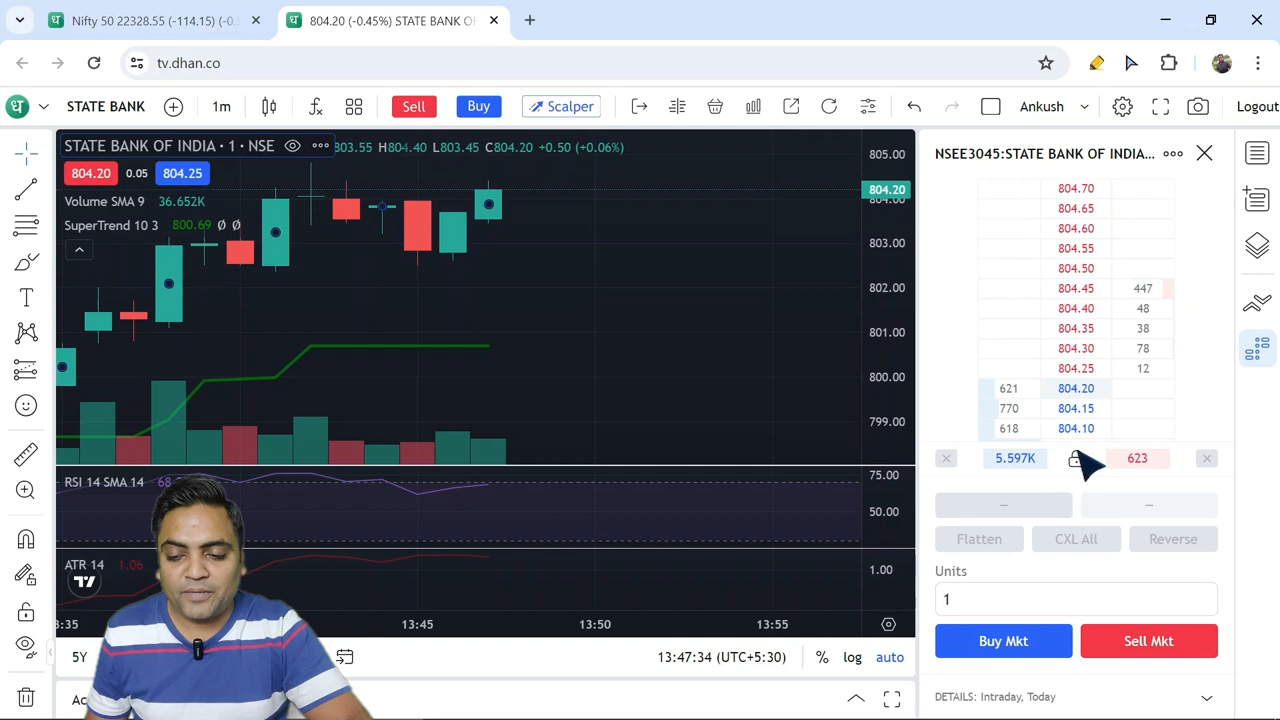 Nifty 50 22328.55 (-114.15) (-0.
804.20 (-0.45%) STATE BANK OF
tv.dhan.co
STATE BANK
1m
Sell
Buy
Scalper
Ankush
Logout
STATE BANK OF INDIA · 1 · NSE
803.55 H804.40 L803.45 C804.20 +0.50 (+0.06%)
804.20
0.05
804.25
Volume SMA 9 36.652K
SuperTrend 10 3 800.69 Ø Ø
805.00
804.20
804.00
803.00
802.00
801.00
800.00
799.00
RSI 14 SMA 14 68
75.00
50.00
ATR 14 1.06
1.00
3:35
13:45
13:50
13:55
5Y
13:47:34 (UTC+5:30)
%
log
auto
NSEE3045:STATE BANK OF INDIA...
804.70
804.65
804.60
804.55
804.50
804.45 447
804.40 48
804.35 38
804.30 78
804.25 12
621 804.20
770 804.15
618 804.10
5.597K
623
Flatten
CXL All
Reverse
Units
1
Buy Mkt
Sell Mkt
DETAILS: Intraday, Today